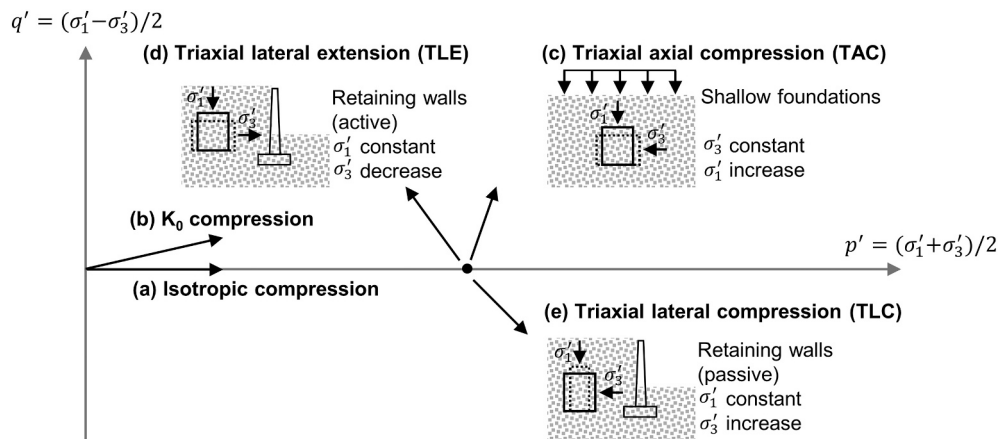 q′ = (σ′₁−σ′₃)/2
(d) Triaxial lateral extension (TLE)
σ′₁
σ′₃
Retaining walls
(active)
σ′₁ constant
σ′₃ decrease
(c) Triaxial axial compression (TAC)
σ′₁
σ′₃
Shallow foundations
σ′₃ constant
σ′₁ increase
(b) K₀ compression
p′ = (σ′₁+σ′₃)/2
(a) Isotropic compression
(e) Triaxial lateral compression (TLC)
σ′₁
σ′₃
Retaining walls
(passive)
σ′₁ constant
σ′₃ increase